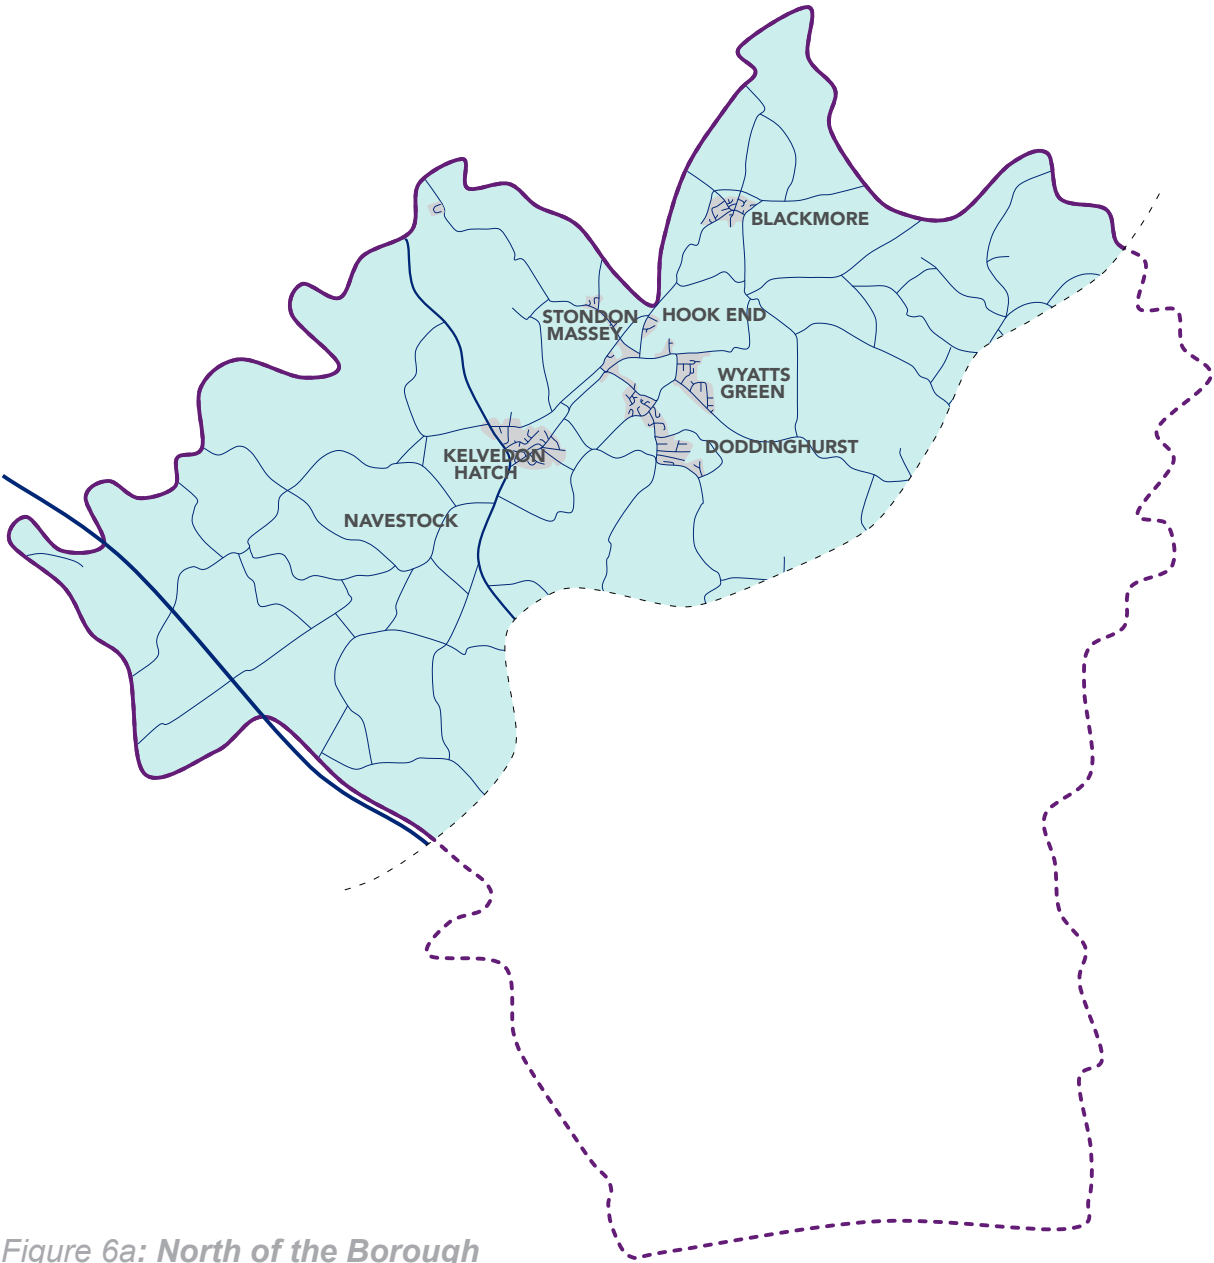 BLACKMORE
STONDON
MASSEY
HOOK END
WYATTS
GREEN
DODDINGHURST
KELVEDON
HATCH
NAVESTOCK
Figure 6a: North of the Borough